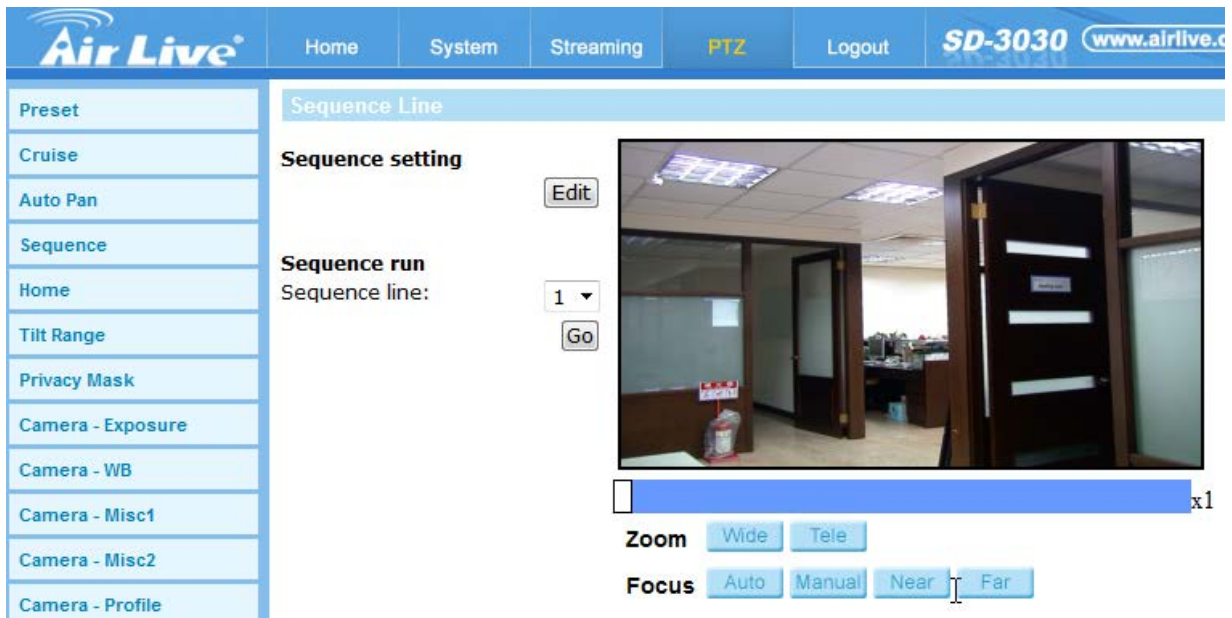 Air Live
Home
System
Streaming
PTZ
Logout
SD-3030
www.airlive.c
Preset
Cruise
Auto Pan
Sequence
Home
Tilt Range
Privacy Mask
Camera - Exposure
Camera - WB
Camera - Misc1
Camera - Misc2
Camera - Profile
Sequence Line
Sequence setting
Edit
Sequence run
Sequence line: 1
Go
x1
Zoom Wide Tele
Focus Auto Manual Near Far